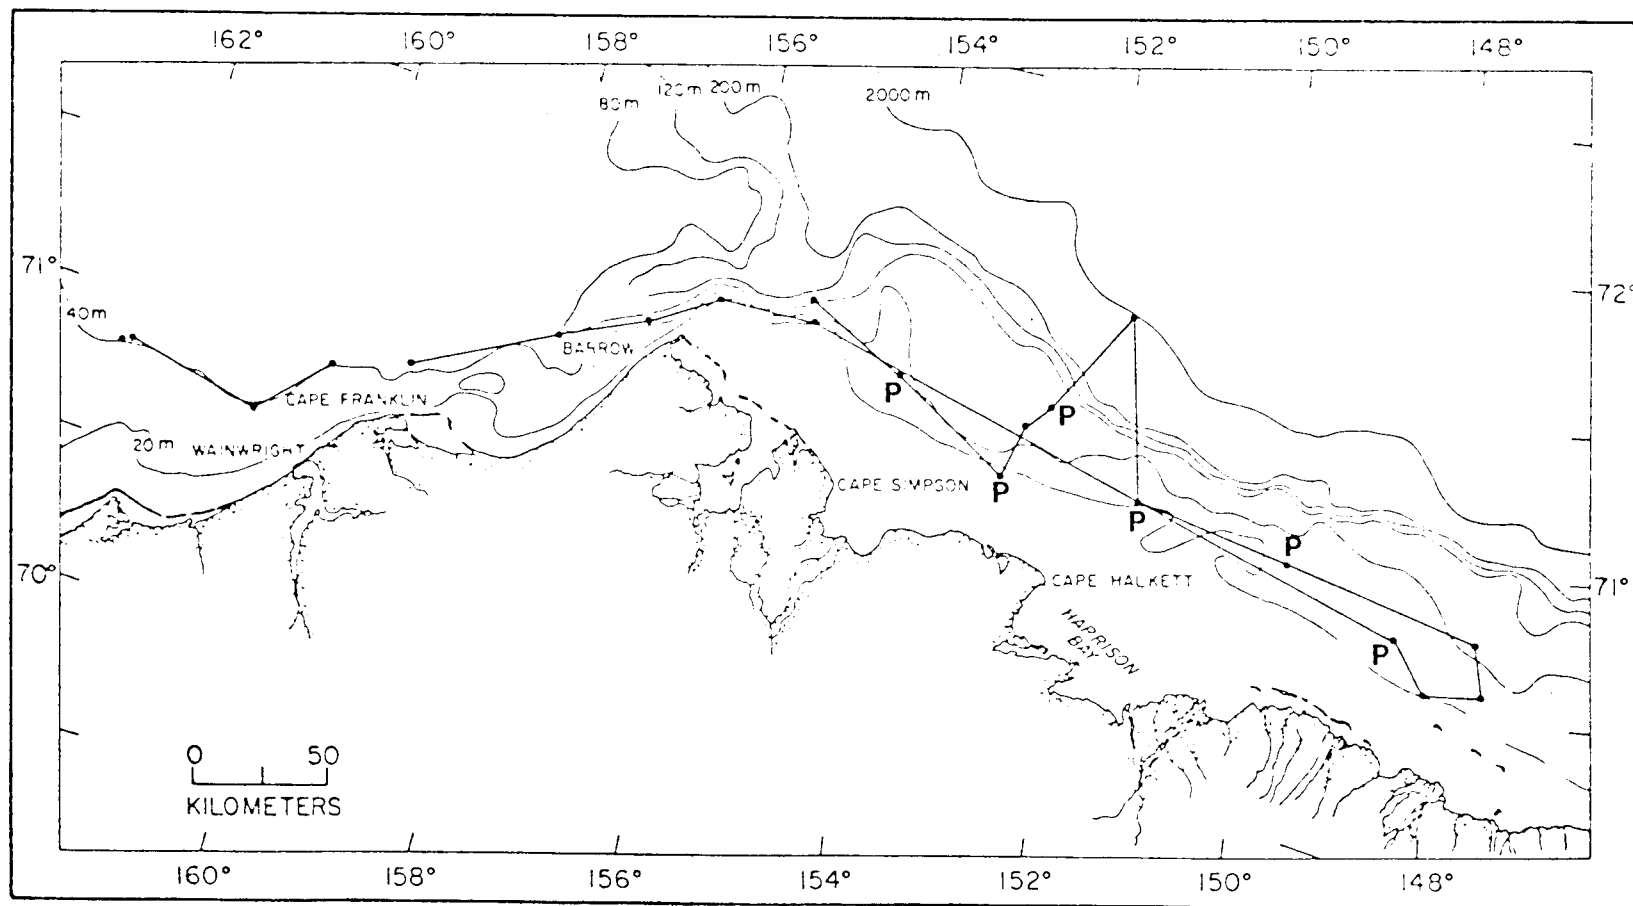 162° 160° 158° 156° 154° 152° 150° 148°
80m 120m 200m 2000m
71°
72°
40m
BARROW
P
CAPE FRANKLIN
P
20m WAINWRIGHT
CAPE SIMPSON
P
P
P
70°
CAPE HALKETT
71°
HARRISON
BAY
P
0 50
KILOMETERS
160° 158° 156° 154° 152° 150° 148°